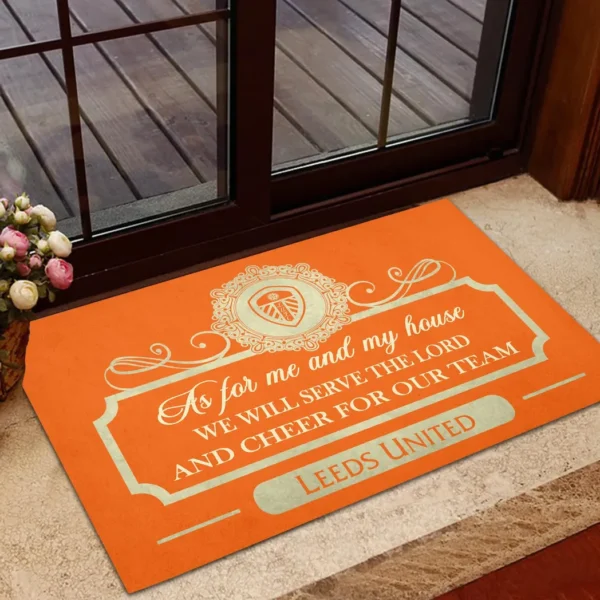 As for me and my house
WE WILL SERVE THE LORD
AND CHEER FOR OUR TEAM
LEEDS UNITED